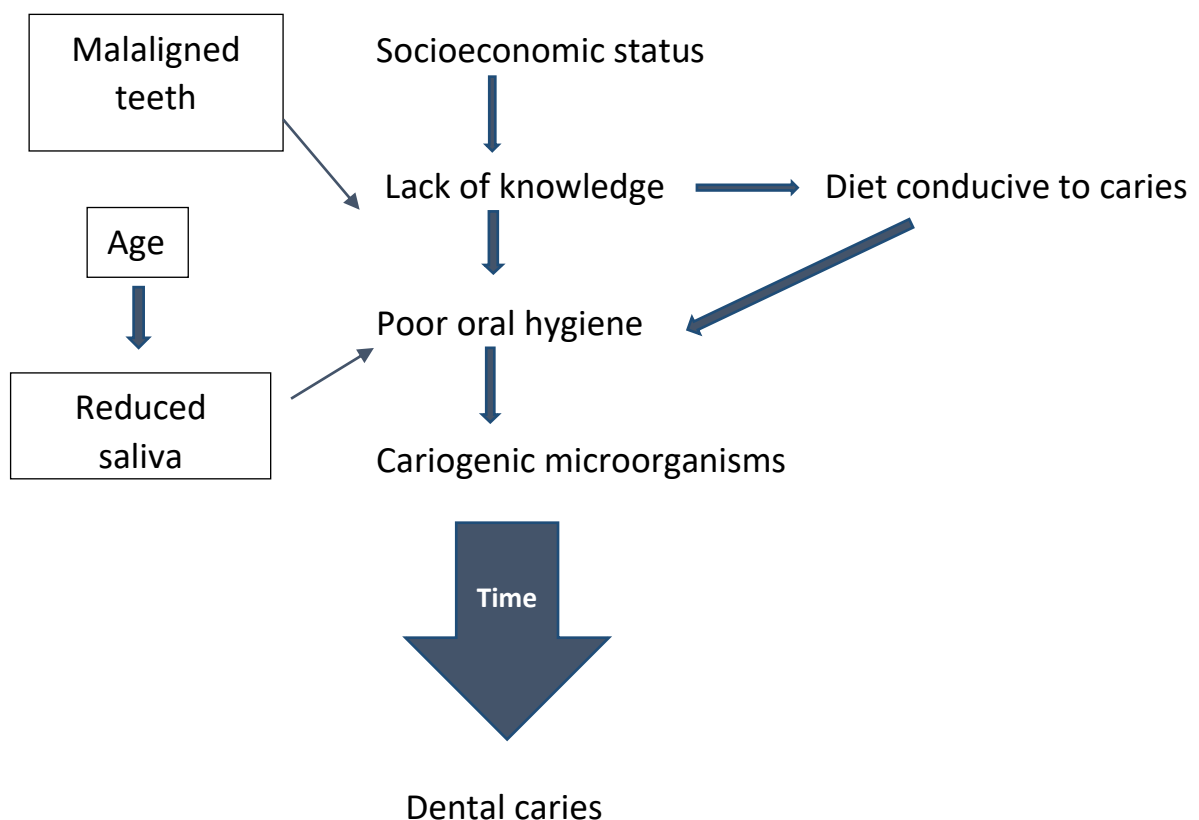 Malaligned
teeth
Socioeconomic status
Lack of knowledge
Diet conducive to caries
Age
Poor oral hygiene
Reduced
saliva
Cariogenic microorganisms
Time
Dental caries